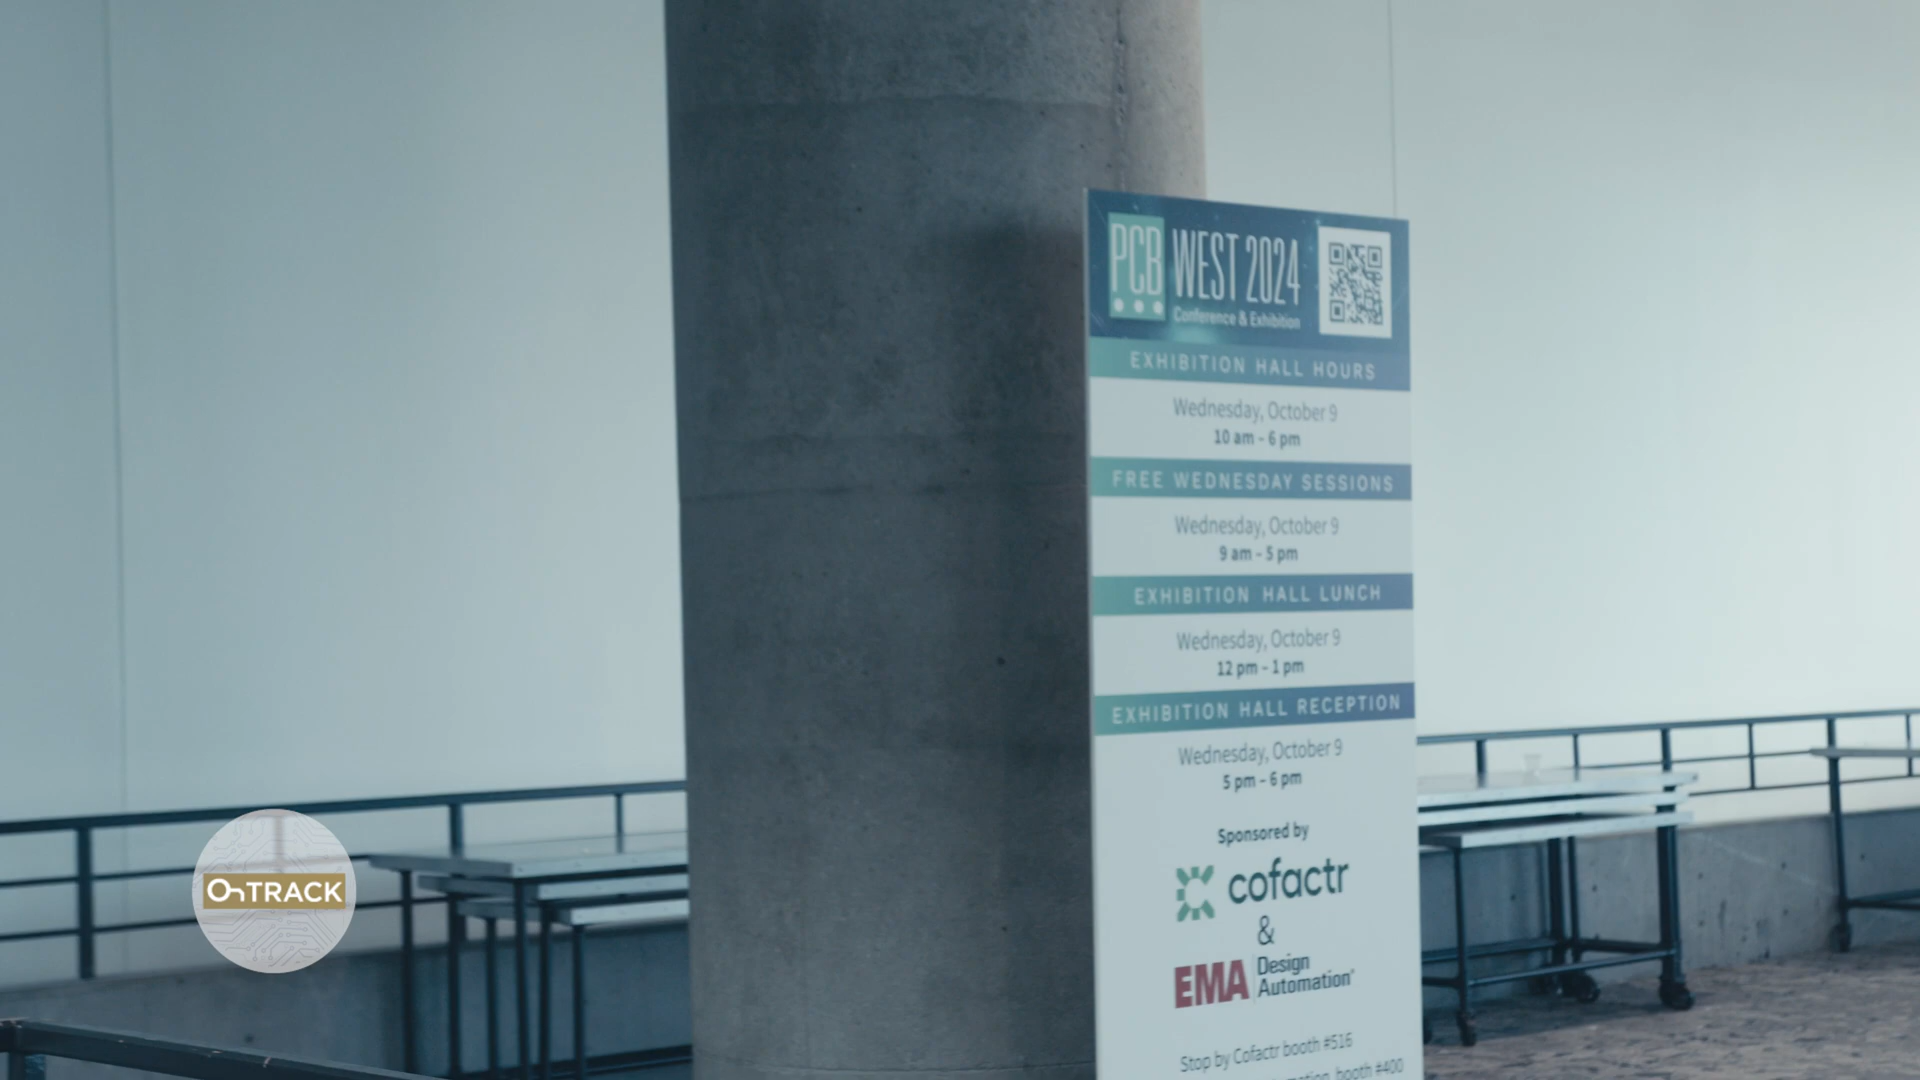 PCB WEST 2024
Conference & Exhibition
EXHIBITION HALL HOURS
Wednesday, October 9
10 am - 6 pm
FREE WEDNESDAY SESSIONS
Wednesday, October 9
9 am - 5 pm
EXHIBITION HALL LUNCH
Wednesday, October 9
12 pm - 1 pm
EXHIBITION HALL RECEPTION
Wednesday, October 9
5 pm - 6 pm
Sponsored by
cofactr
&
EMA Design
Automation
Stop by Cofactr booth #516
booth #400
OnTRACK